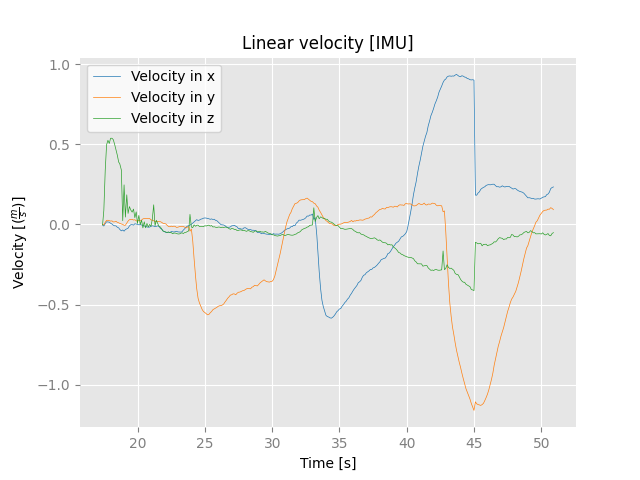 Linear velocity [IMU]
Velocity in x
Velocity in y
Velocity in z
1.0
0.5
0.0
−0.5
−1.0
Velocity [(m/s)]
20 25 30 35 40 45 50
Time [s]